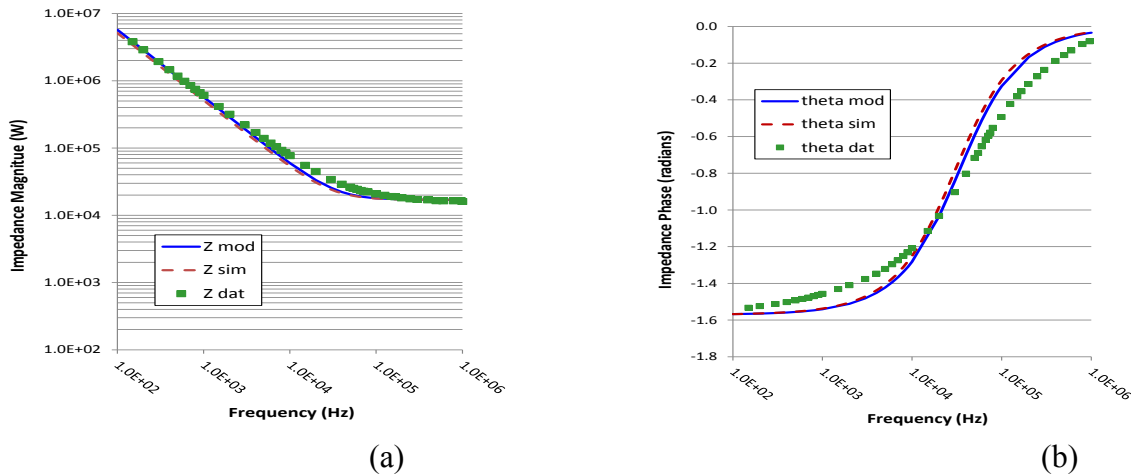 1.0E+07
1.0E+06
1.0E+05
1.0E+04
1.0E+03
1.0E+02
Impedance Magnitue (W)
Z mod
Z sim
Z dat
1.0E+02
1.0E+03
1.0E+04
1.0E+05
1.0E+06
Frequency (Hz)
(a)
0.0
-0.2
-0.4
-0.6
-0.8
-1.0
-1.2
-1.4
-1.6
-1.8
Impedance Phase (radians)
theta mod
theta sim
theta dat
1.0E+02
1.0E+03
1.0E+04
1.0E+05
1.0E+06
Frequency (Hz)
(b)